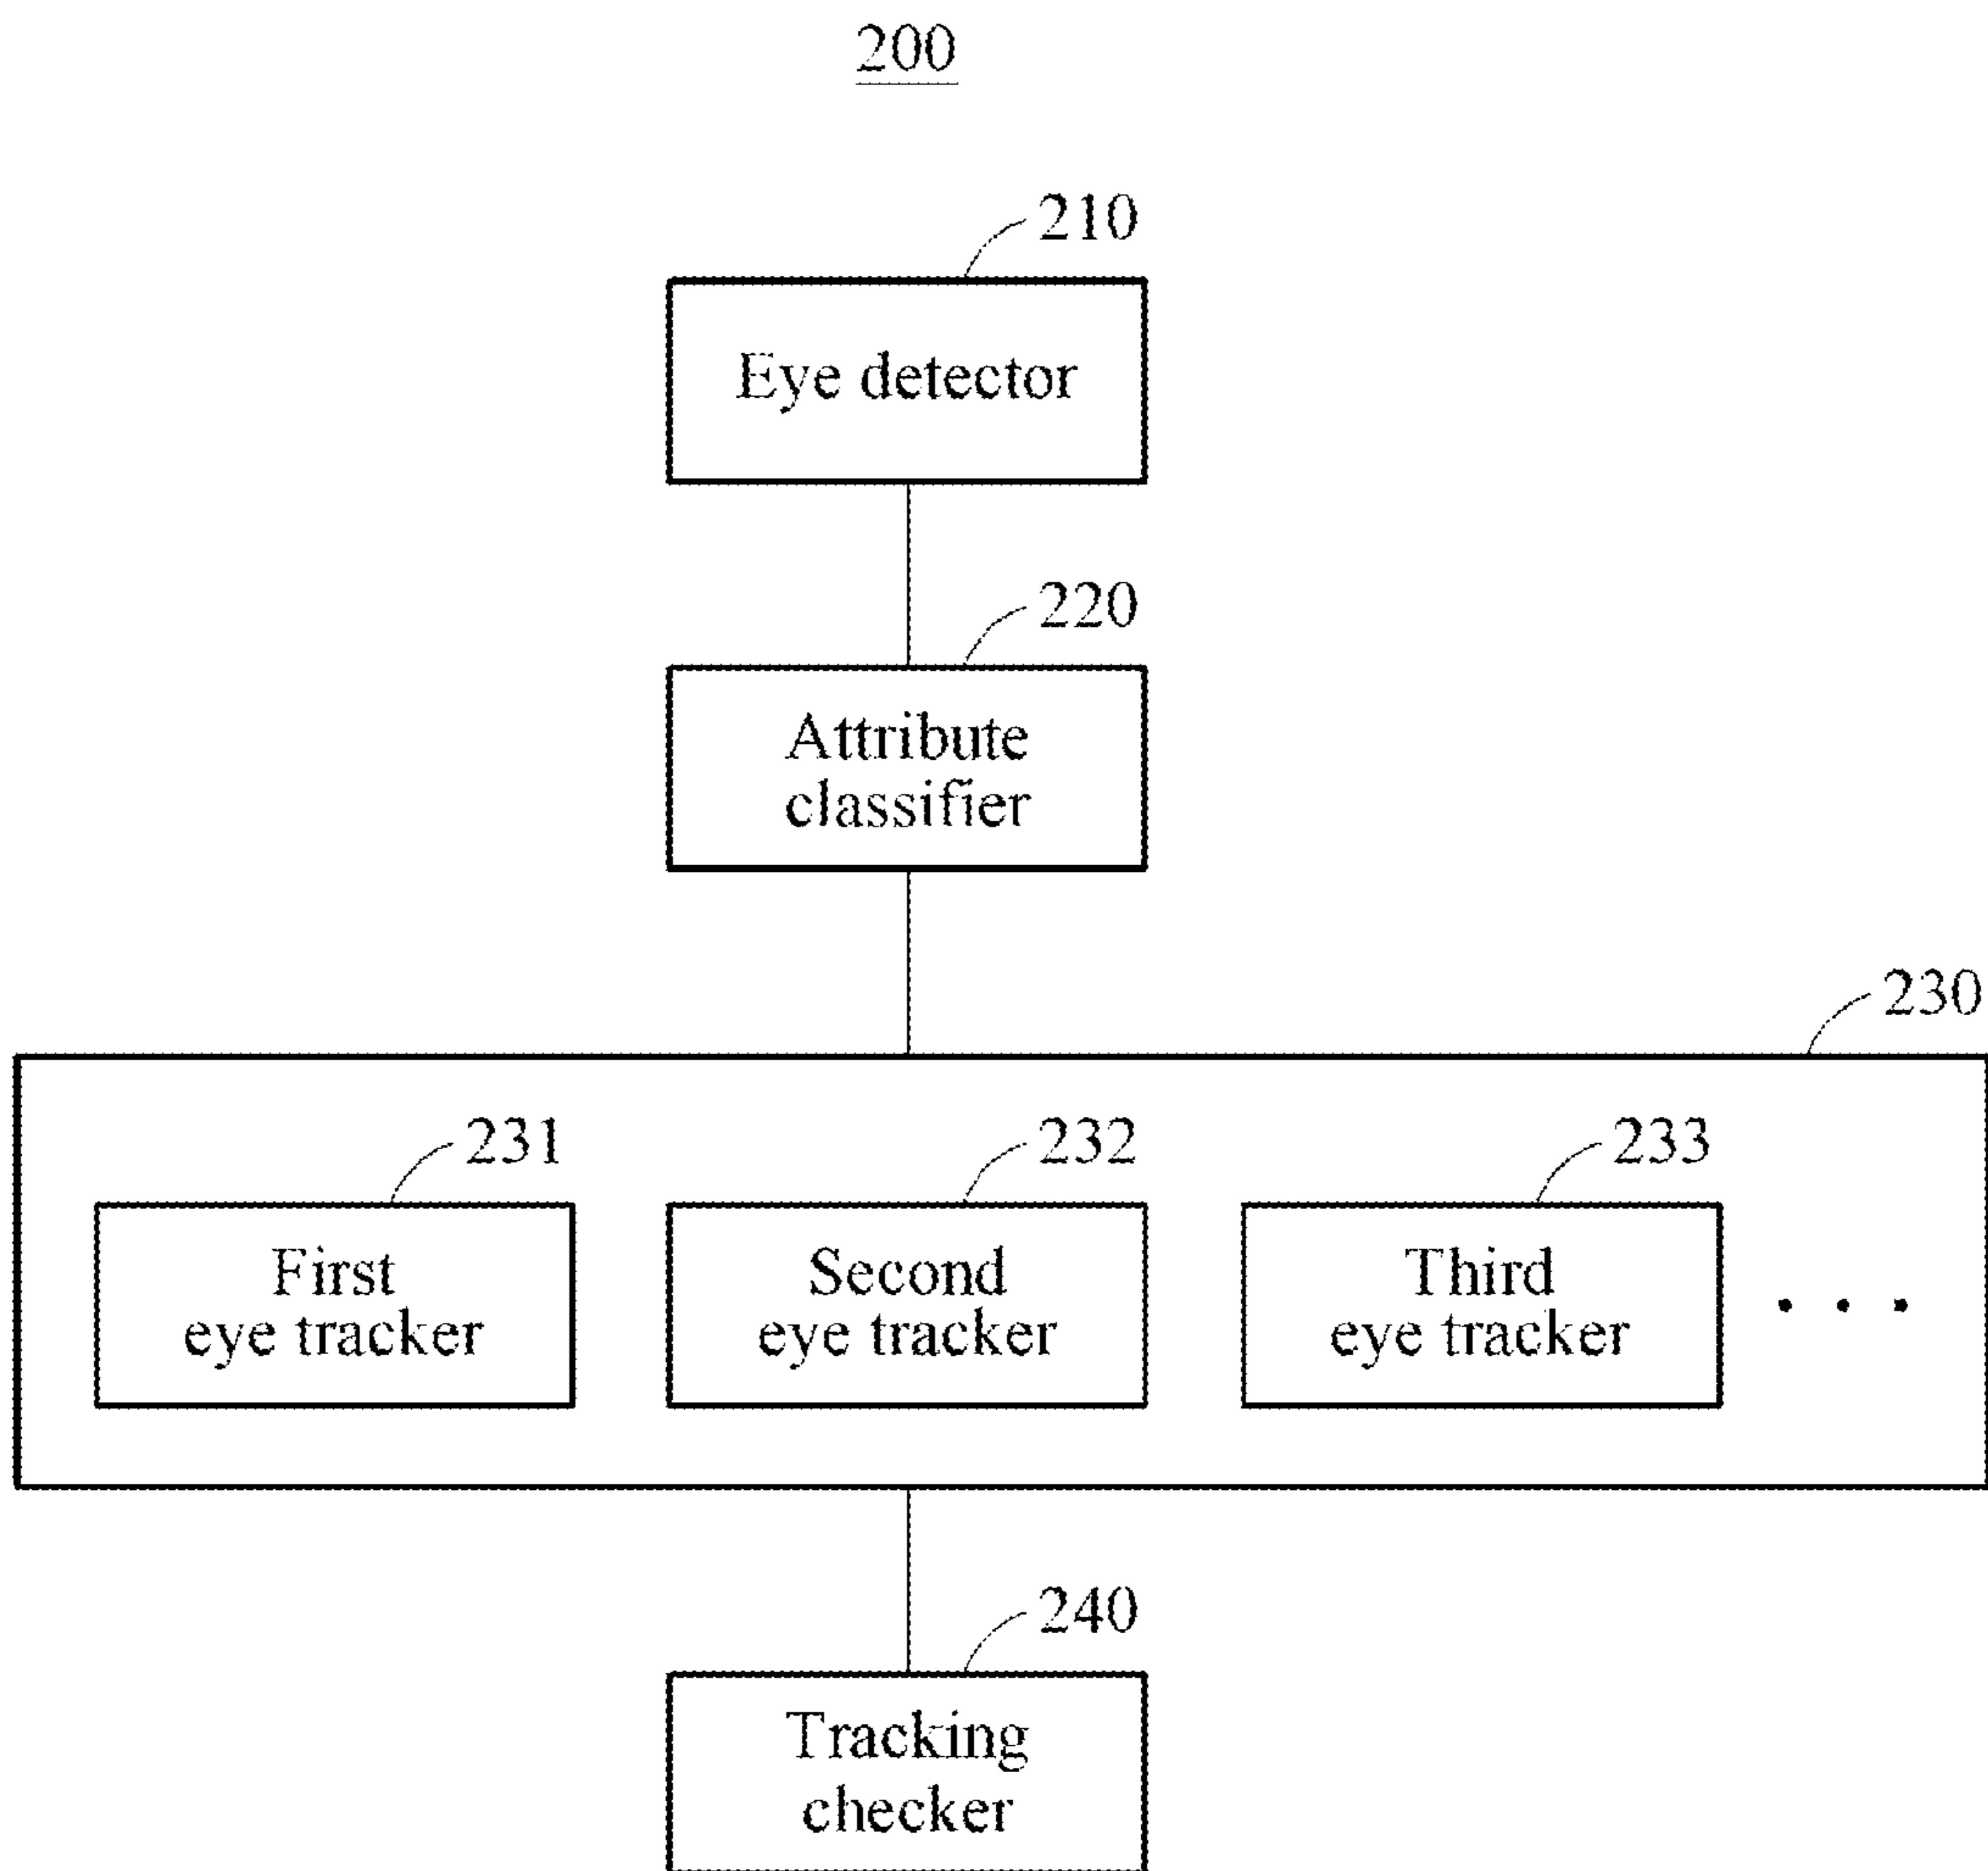 200
210
Eye detector
220
Attribute
classifier
230
231
232
233
First
eye tracker
Second
eye tracker
Third
eye tracker
. . .
240
Tracking
checker